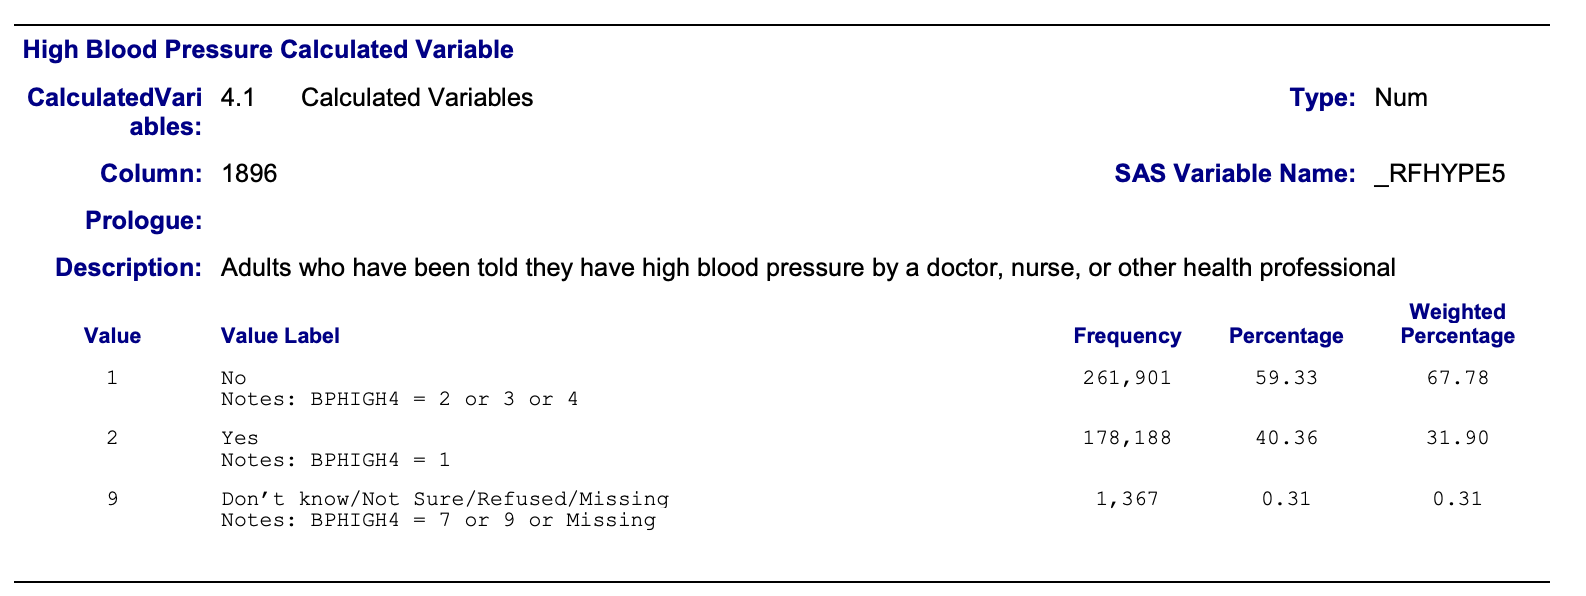 High Blood Pressure Calculated Variable
CalculatedVari 4.1 Calculated Variables Type: Num
ables:
Column: 1896 SAS Variable Name: _RFHYPE5
Prologue:
Description: Adults who have been told they have high blood pressure by a doctor, nurse, or other health professional
Weighted
Value Value Label Frequency Percentage Percentage
1 No 261,901 59.33 67.78
Notes: BPHIGH4 = 2 or 3 or 4
2 Yes 178,188 40.36 31.90
Notes: BPHIGH4 = 1
9 Don’t know/Not Sure/Refused/Missing 1,367 0.31 0.31
Notes: BPHIGH4 = 7 or 9 or Missing